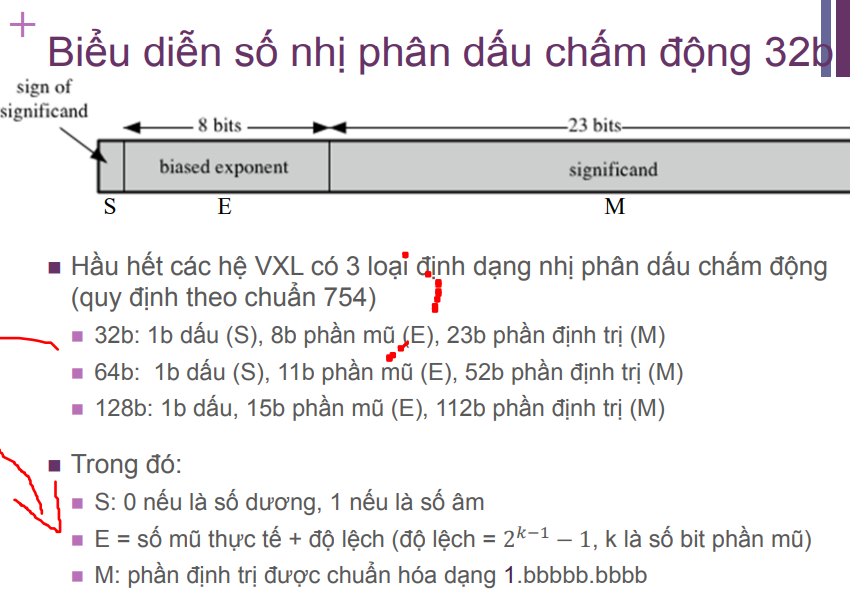 Biểu diễn số nhị phân dấu chấm động 32b
sign of
significand
8 bits
23 bits
biased exponent
significand
S
E
M
Hầu hết các hệ VXL có 3 loại định dạng nhị phân dấu chấm động
(quy định theo chuẩn 754)
32b: 1b dấu (S), 8b phần mũ (E), 23b phần định trị (M)
64b: 1b dấu (S), 11b phần mũ (E), 52b phần định trị (M)
128b: 1b dấu, 15b phần mũ (E), 112b phần định trị (M)
Trong đó:
S: 0 nếu là số dương, 1 nếu là số âm
E = số mũ thực tế + độ lệch (độ lệch = 2^{k−1} − 1, k là số bit phần mũ)
M: phần định trị được chuẩn hóa dạng 1.bbbbb.bbbb